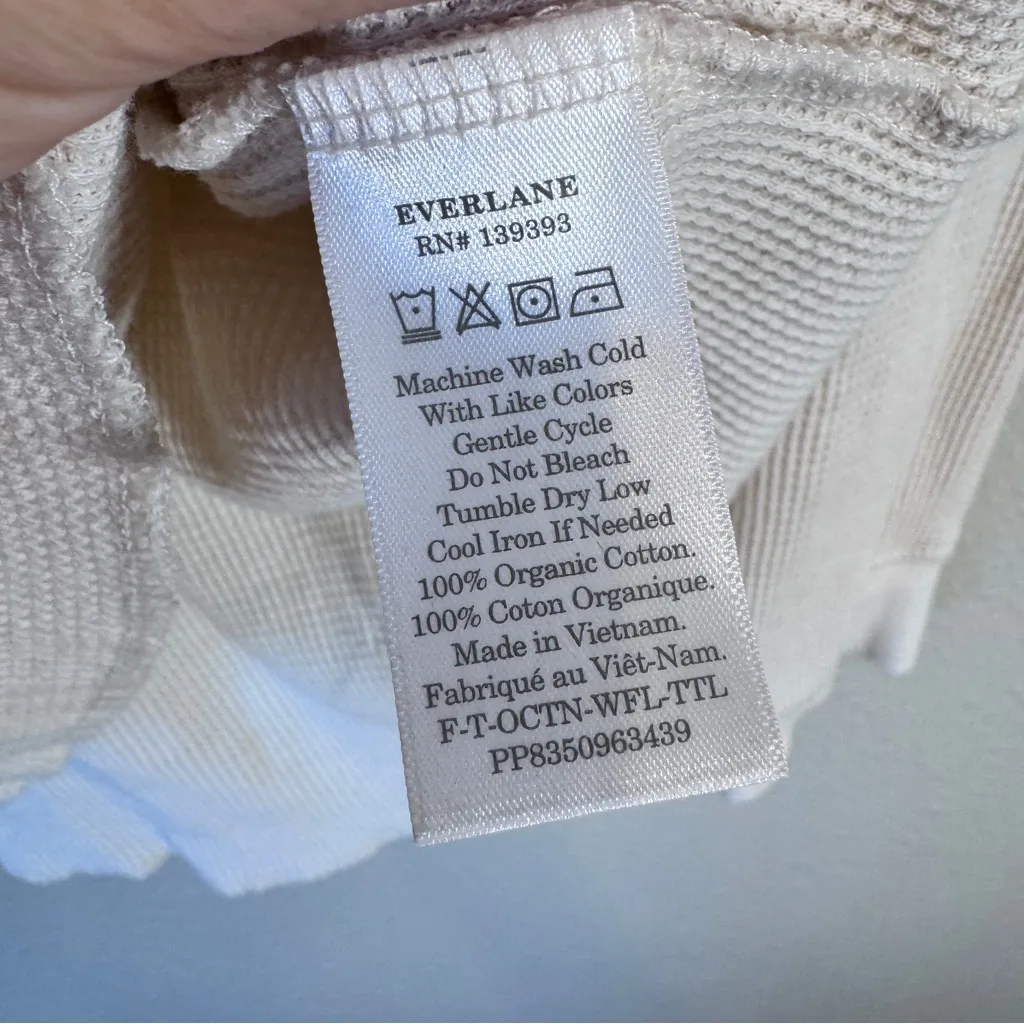 EVERLANE
RN# 139393
Machine Wash Cold
With Like Colors
Gentle Cycle
Do Not Bleach
Tumble Dry Low
Cool Iron If Needed
100% Organic Cotton.
100% Coton Organique.
Made in Vietnam.
Fabriqué au Viêt-Nam.
F-T-OCTN-WFL-TTL
PP8350963439